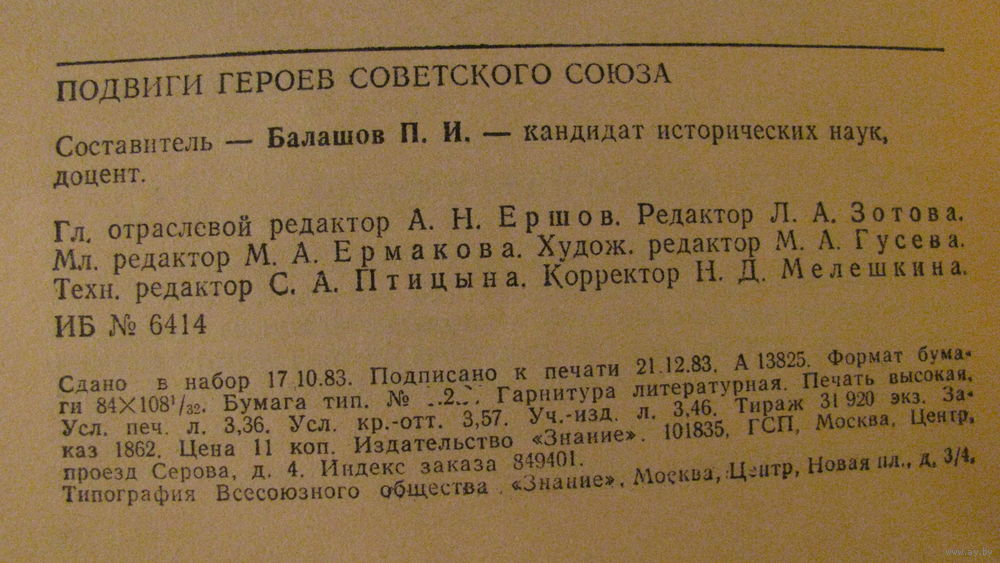 ПОДВИГИ ГЕРОЕВ СОВЕТСКОГО СОЮЗА
Составитель — Балашов П. И. — кандидат исторических наук,
доцент.
Гл. отраслевой редактор А. Н. Ершов. Редактор Л. А. Зотова.
Мл. редактор М. А. Ермакова. Худож. редактор М. А. Гусева.
Техн. редактор С. А. Птицына. Корректор Н. Д. Мелешкина.
ИБ № 6414
Сдано в набор 17.10.83. Подписано к печати 21.12.83. А 13825. Формат бума-
ги 84×108¹/₃₂. Бумага тип. № Гарнитура литературная. Печать высокая.
Усл. печ. л. 3,36. Усл. кр.-отт. 3,57. Уч.-изд. л. 3,46. Тираж 31 920 экз. За-
каз 1862. Цена 11 коп. Издательство «Знание». 101835, ГСП, Москва, Центр,
проезд Серова, д. 4. Индекс заказа 849401.
Типография Всесоюзного общества «Знание». Москва, Центр, Новая пл., д. 3/4.
www.ay.by